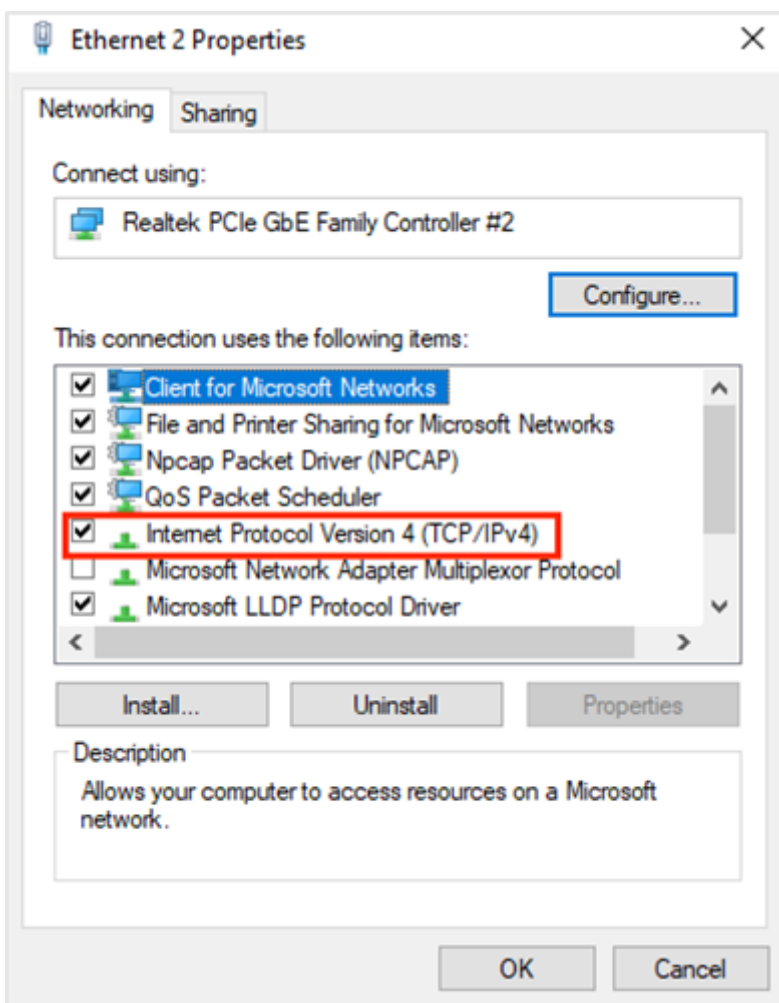 Ethernet 2 Properties
Networking
Sharing
Connect using:
Realtek PCIe GbE Family Controller #2
Configure...
This connection uses the following items:
Client for Microsoft Networks
File and Printer Sharing for Microsoft Networks
Npcap Packet Driver (NPCAP)
QoS Packet Scheduler
Internet Protocol Version 4 (TCP/IPv4)
Microsoft Network Adapter Multiplexor Protocol
Microsoft LLDP Protocol Driver
Install...
Uninstall
Properties
Description
Allows your computer to access resources on a Microsoft
network.
OK
Cancel